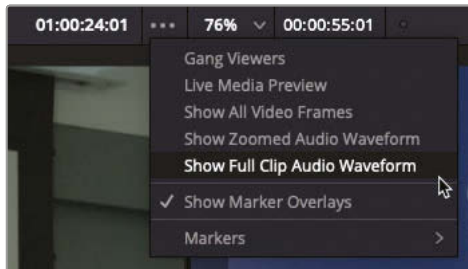 01:00:24:01 ••• 76% 00:00:55:01
Gang Viewers
Live Media Preview
Show All Video Frames
Show Zoomed Audio Waveform
Show Full Clip Audio Waveform
✓ Show Marker Overlays
Markers >